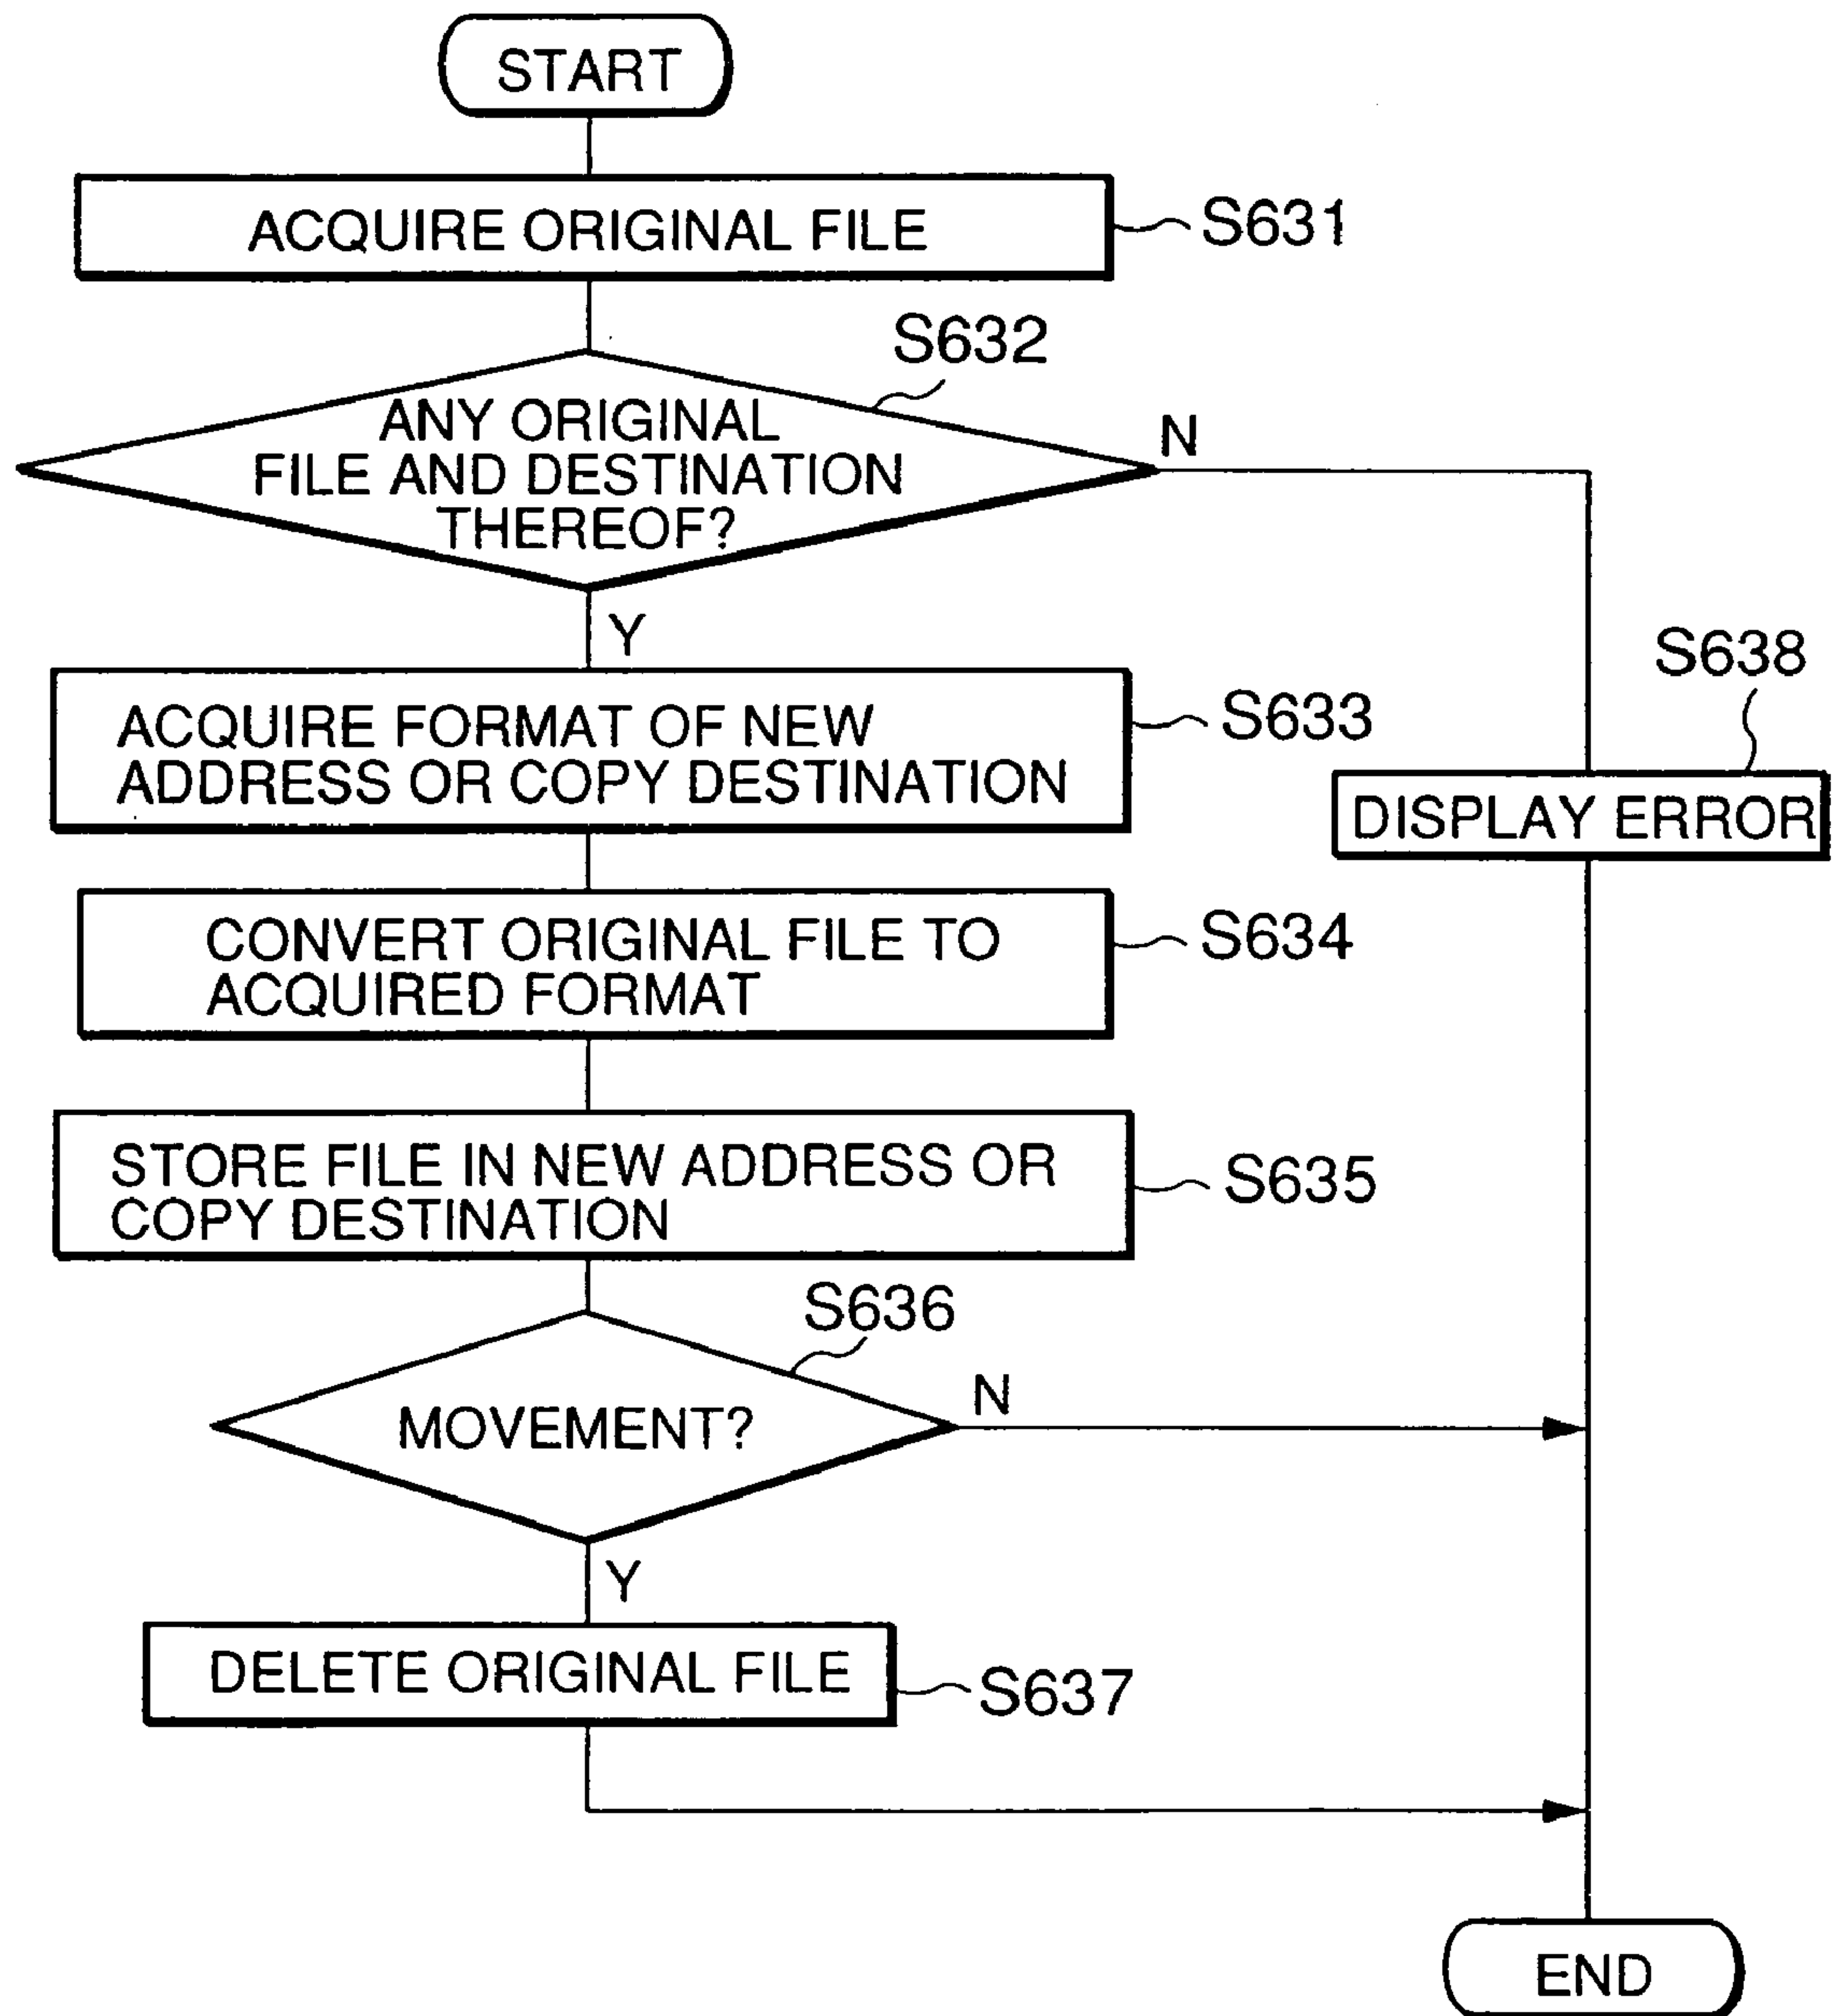 START
ACQUIRE ORIGINAL FILE
S631
S632
ANY ORIGINAL
FILE AND DESTINATION
THEREOF?
N
Y
S638
ACQUIRE FORMAT OF NEW
ADDRESS OR COPY DESTINATION
S633
DISPLAY ERROR
CONVERT ORIGINAL FILE TO
ACQUIRED FORMAT
S634
STORE FILE IN NEW ADDRESS OR
COPY DESTINATION
S635
S636
MOVEMENT?
N
Y
DELETE ORIGINAL FILE
S637
END